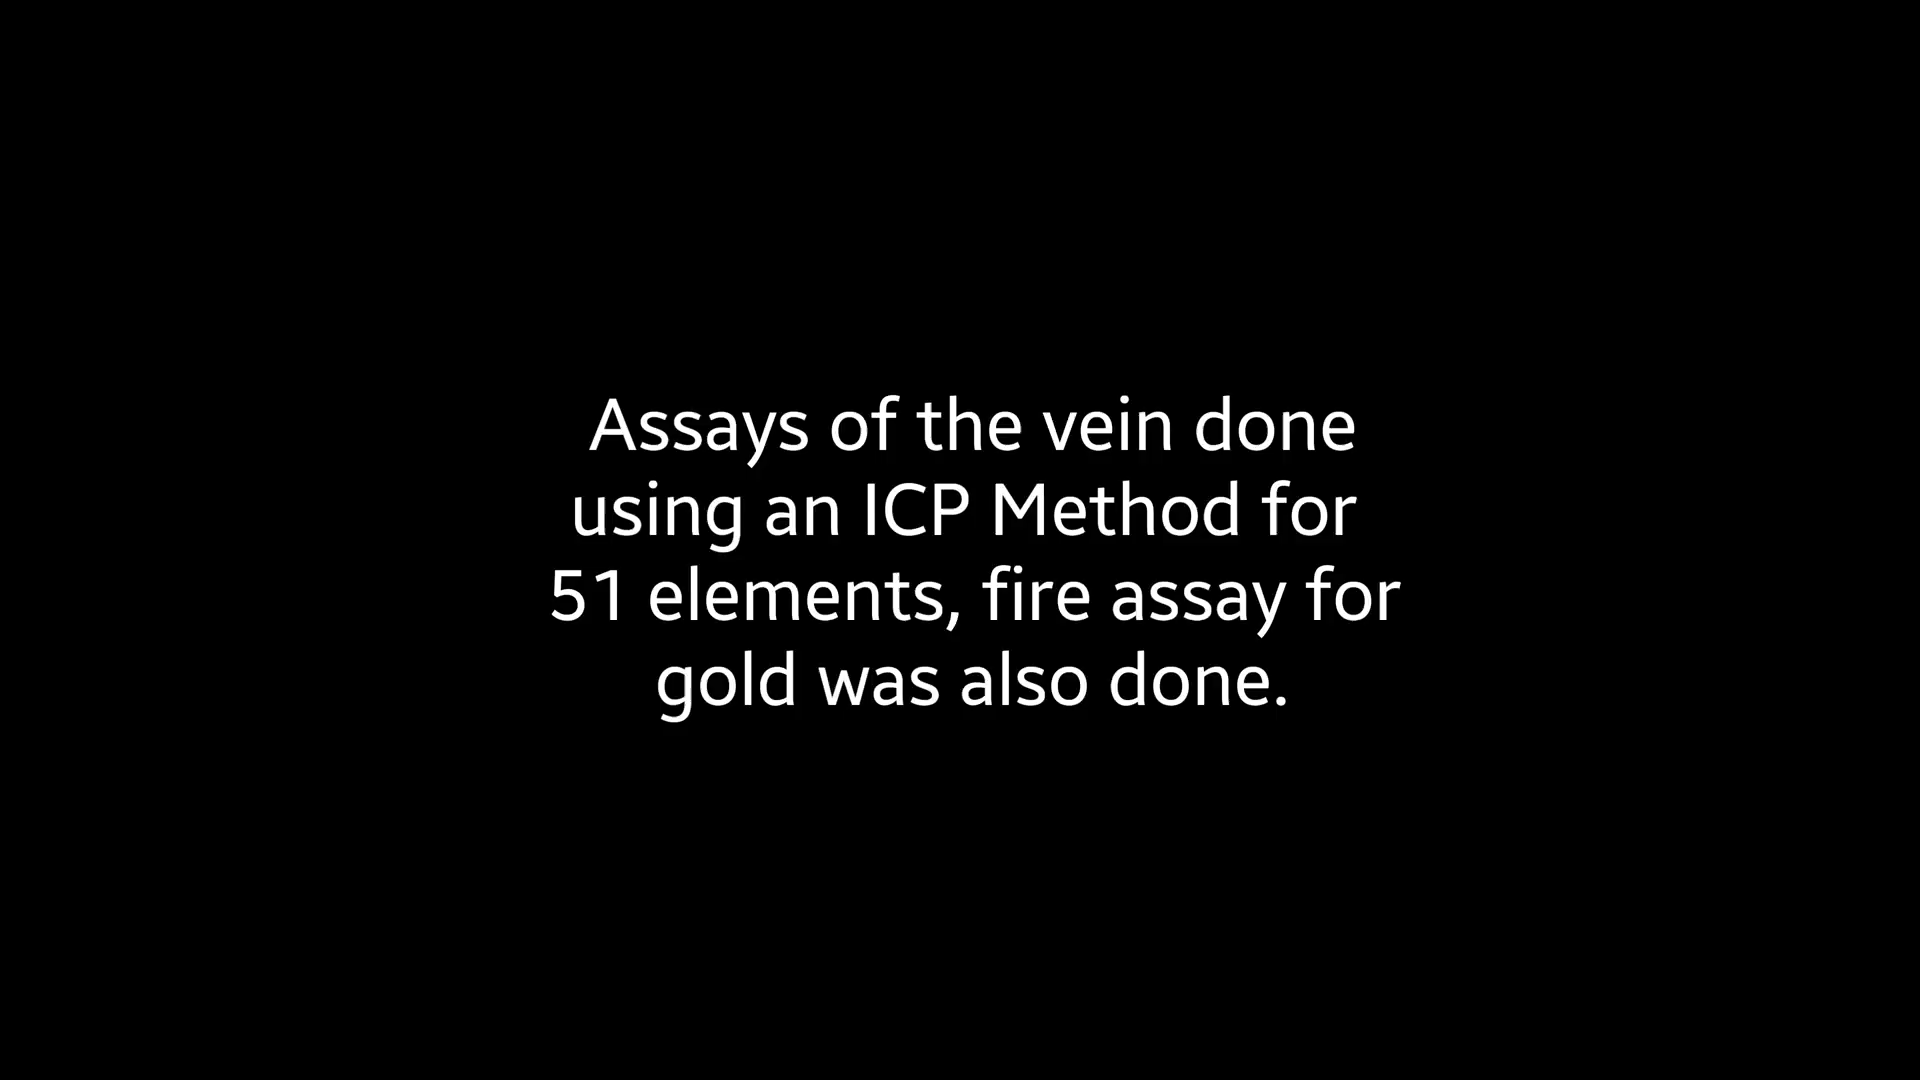 Assays of the vein done
using an ICP Method for
51 elements, fire assay for
gold was also done.